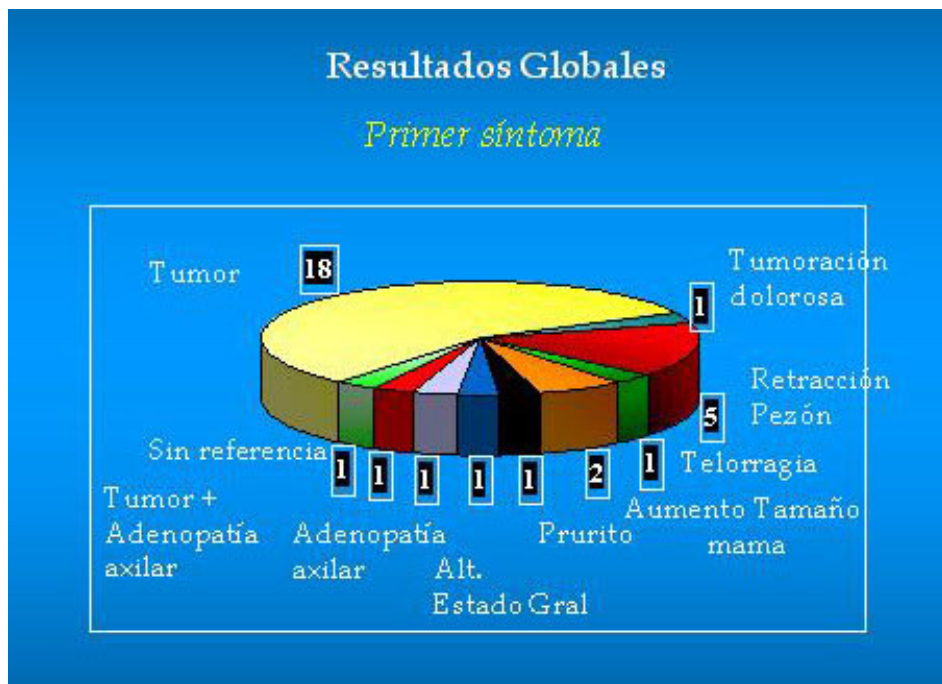 Resultados Globales
Primer síntoma
Tumor
18
Tumoración
dolorosa
1
Retracción
Pezón
5
Telorragia
1
Aumento Tamaño
mama
2
Prurito
1
Alt.
Estado Gral
1
Adenopatía
axilar
1
Tumor +
Adenopatía
axilar
1
Sin referencia
1